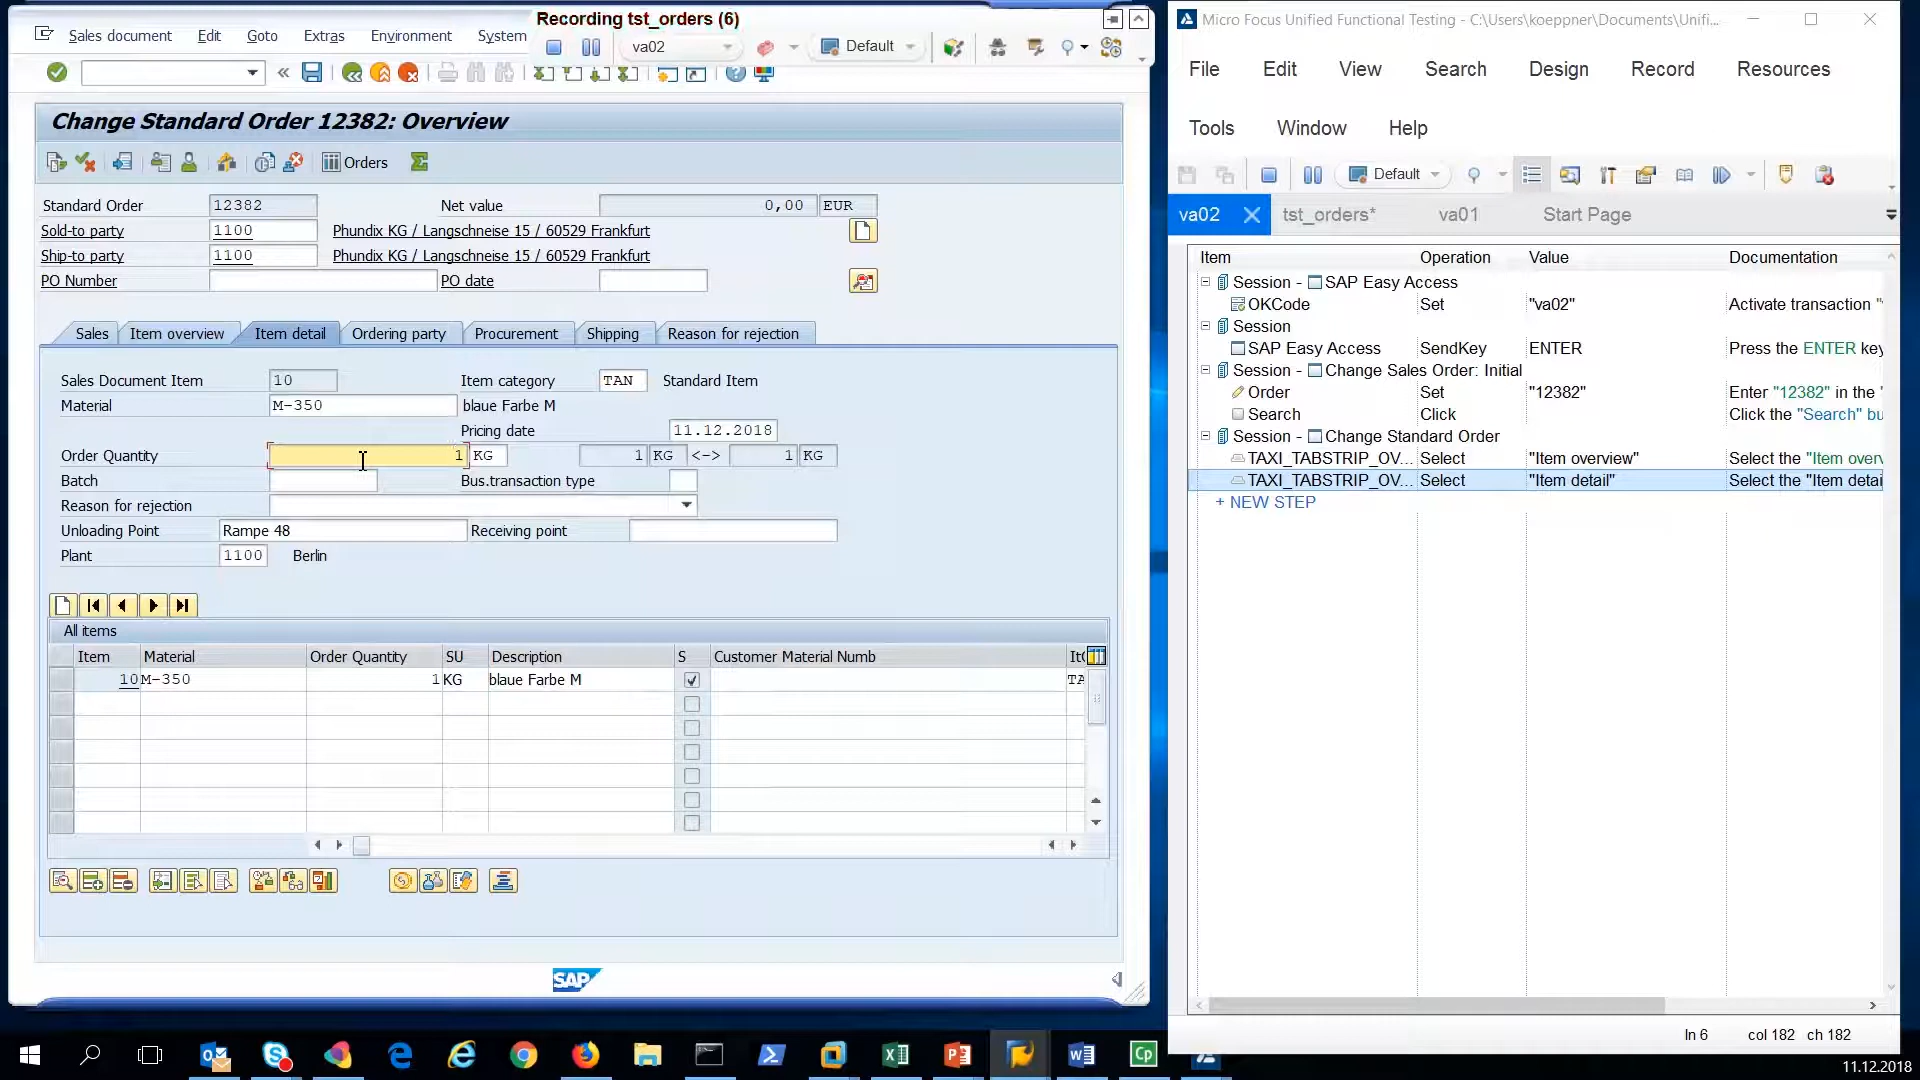 Recording tst_orders (6)
Sales document Edit Goto Extras Environment System
va02 Default
Change Standard Order 12382: Overview
Orders
Standard Order 12382 Net value 0,00 EUR
Sold-to party 1100 Phundix KG / Langschneise 15 / 60529 Frankfurt
Ship-to party 1100 Phundix KG / Langschneise 15 / 60529 Frankfurt
PO Number PO date
Sales Item overview Item detail Ordering party Procurement Shipping Reason for rejection
Sales Document Item 10 Item category TAN Standard Item
Material M-350 blaue Farbe M
Pricing date 11.12.2018
Order Quantity 1 KG 1 KG <-> 1 KG
Batch Bus.transaction type
Reason for rejection
Unloading Point Rampe 48 Receiving point
Plant 1100 Berlin
All items
Item Material Order Quantity SU Description S Customer Material Numb ItC
10 M-350 1 KG blaue Farbe M TA
SAP
Micro Focus Unified Functional Testing - C:\Users\koeppner\Documents\Unifi...
File Edit View Search Design Record Resources
Tools Window Help
Default
va02 tst_orders* va01 Start Page
Item Operation Value Documentation
Session - SAP Easy Access
OKCode Set "va02" Activate transaction "
Session
SAP Easy Access SendKey ENTER Press the ENTER key
Session - Change Sales Order: Initial
Order Set "12382" Enter "12382" in the "
Search Click Click the "Search" bu
Session - Change Standard Order
TAXI_TABSTRIP_OV... Select "Item overview" Select the "Item overv
TAXI_TABSTRIP_OV... Select "Item detail" Select the "Item detai
+ NEW STEP
ln 6 col 182 ch 182
Cp
11.12.2018